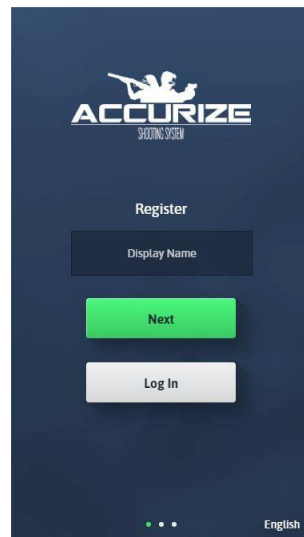 ACCURIZE
SHOOTING SYSTEM
Register
Display Name
Next
Log In
English